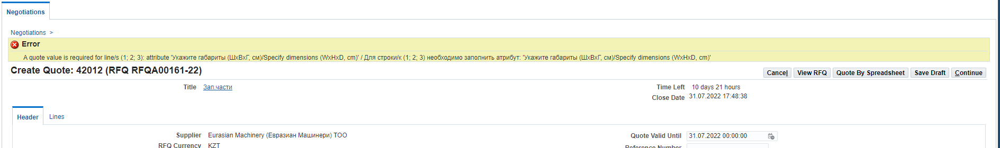 Negotiations
Negotiations >
Error
A quote value is required for line/s (1; 2; 3): attribute 'Укажите габариты (ШxВxГ, см)/Specify dimensions (WxHxD, cm)' / Для строки/к (1; 2; 3) необходимо заполнить атрибут: 'Укажите габариты (ШxВxГ, см)/Specify dimensions (WxHxD, cm)'
Create Quote: 42012 (RFQ RFQA00161-22)
Cancel View RFQ Quote By Spreadsheet Save Draft Continue
Title Зап.части Time Left 10 days 21 hours
Close Date 31.07.2022 17:48:38
Header Lines
Supplier Eurasian Machinery (Евразиан Машинери) ТОО Quote Valid Until 31.07.2022 00:00:00
RFQ Currency KZT Reference Number